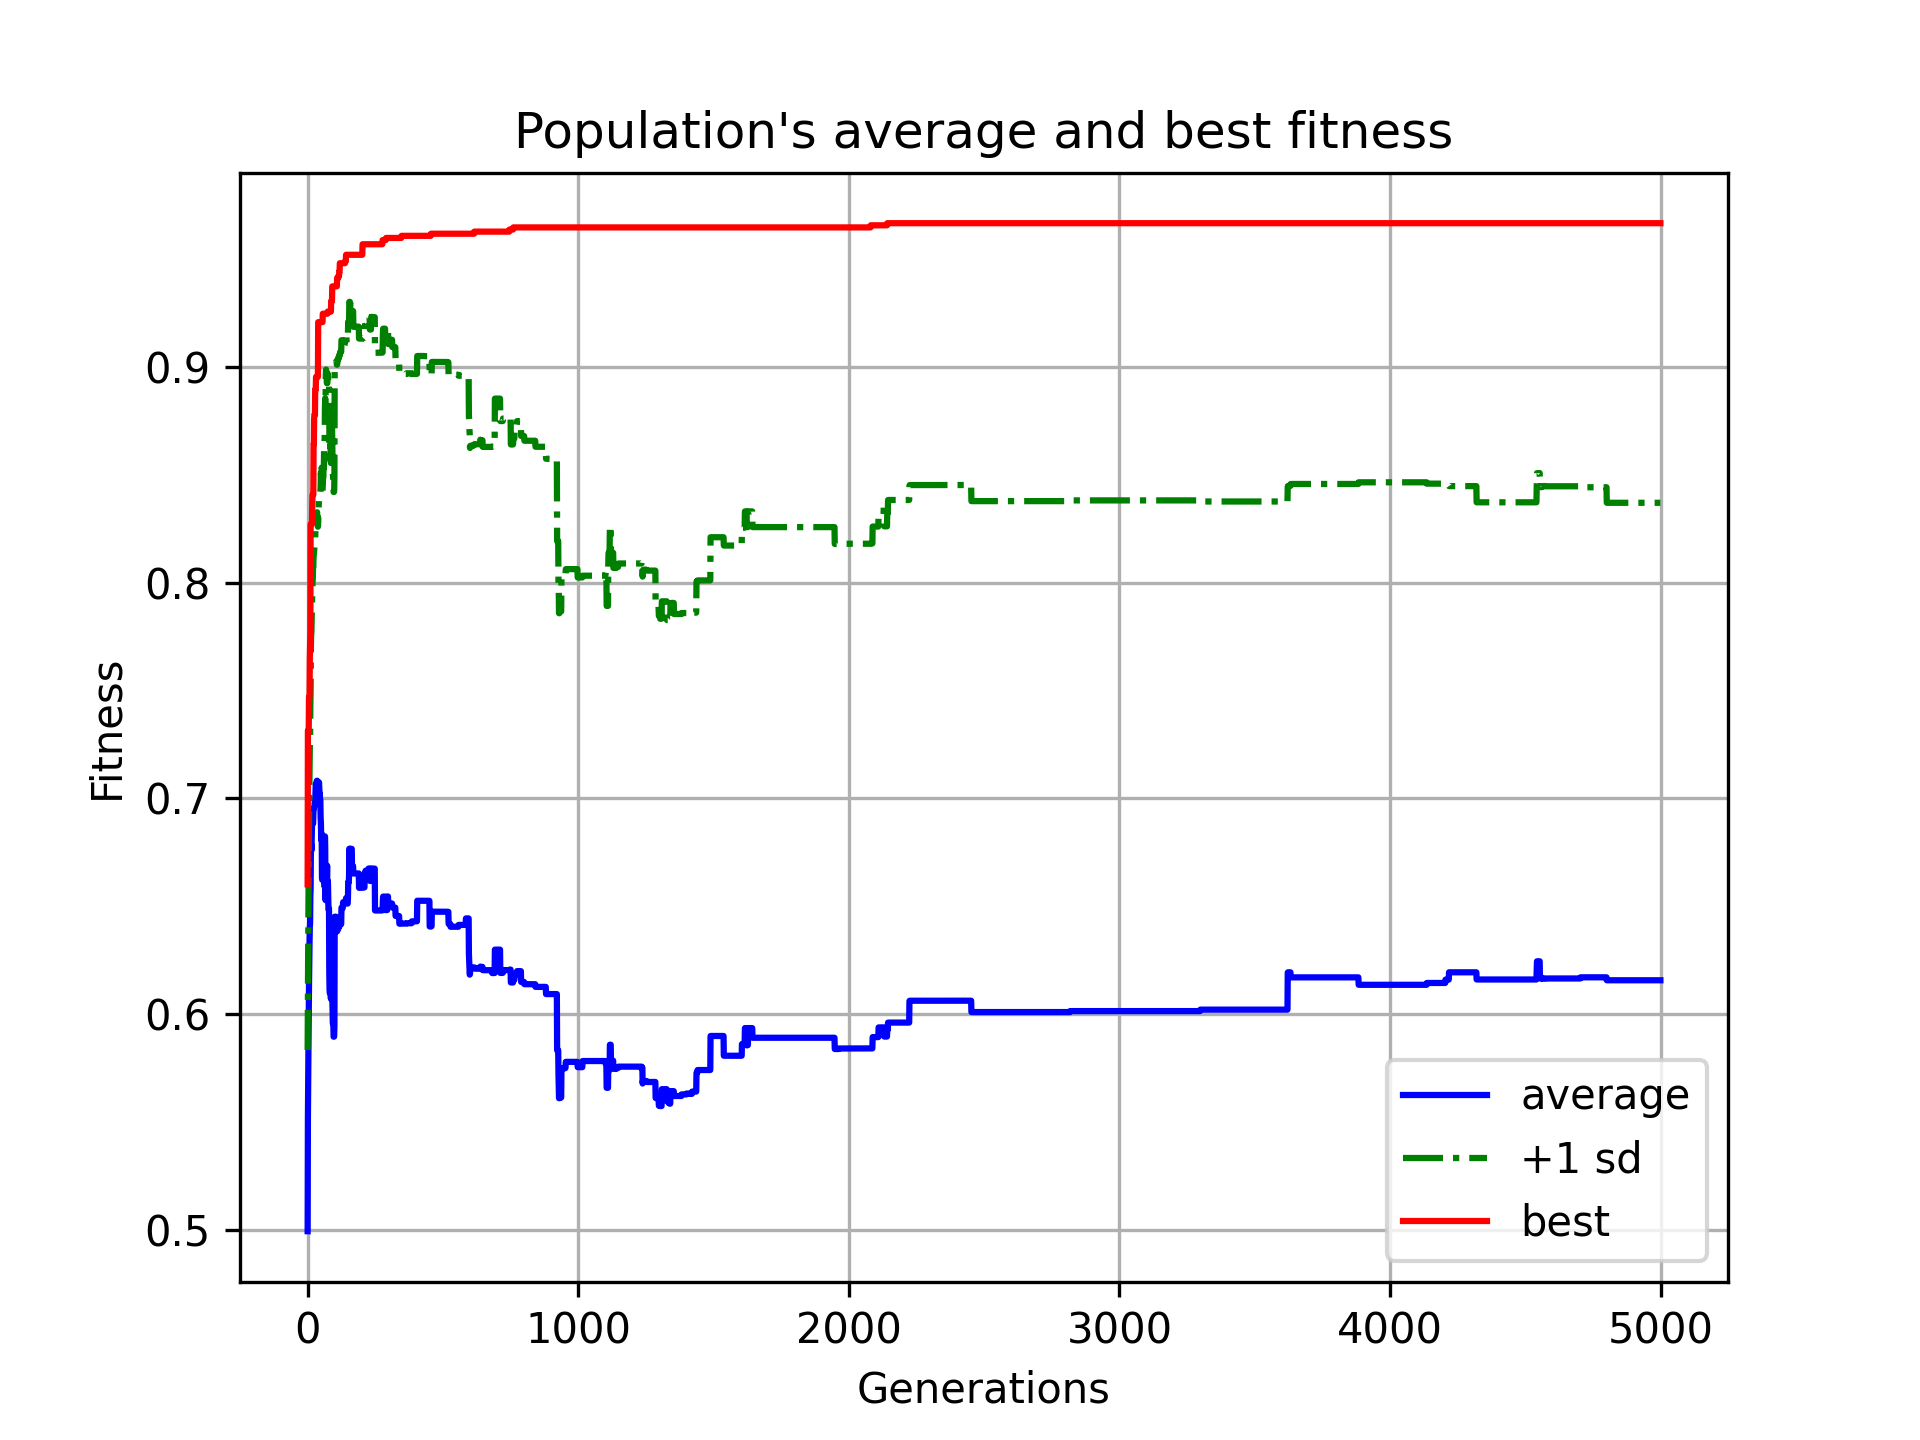 Population's average and best fitness
Fitness
0.9
0.8
0.7
0.6
0.5
0
1000
2000
3000
4000
5000
Generations
average
+1 sd
best